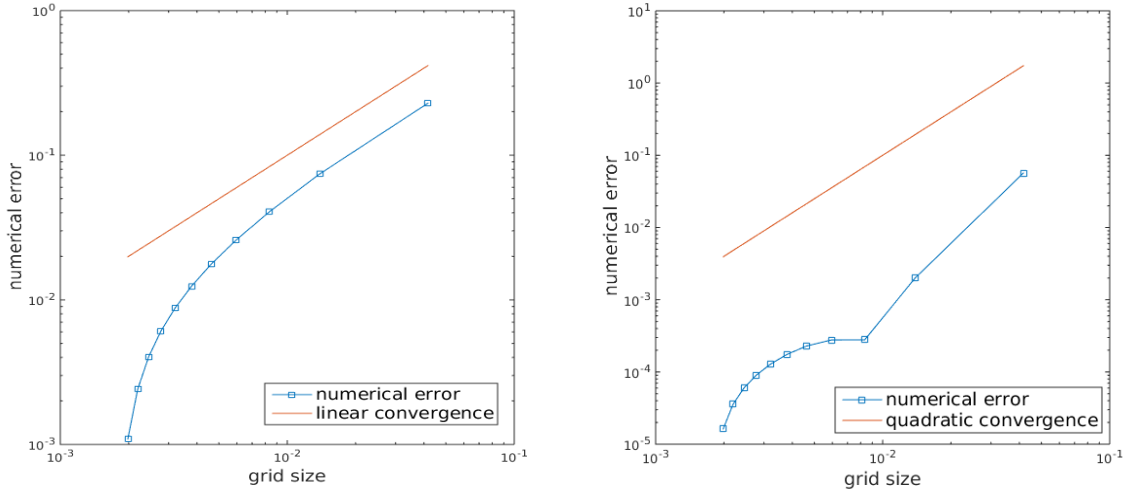 10^0
10^-1
10^-2
10^-3
10^-3
10^-2
10^-1
numerical error
grid size
numerical error
linear convergence
10^1
10^0
10^-1
10^-2
10^-3
10^-4
10^-5
10^-3
10^-2
10^-1
numerical error
grid size
numerical error
quadratic convergence